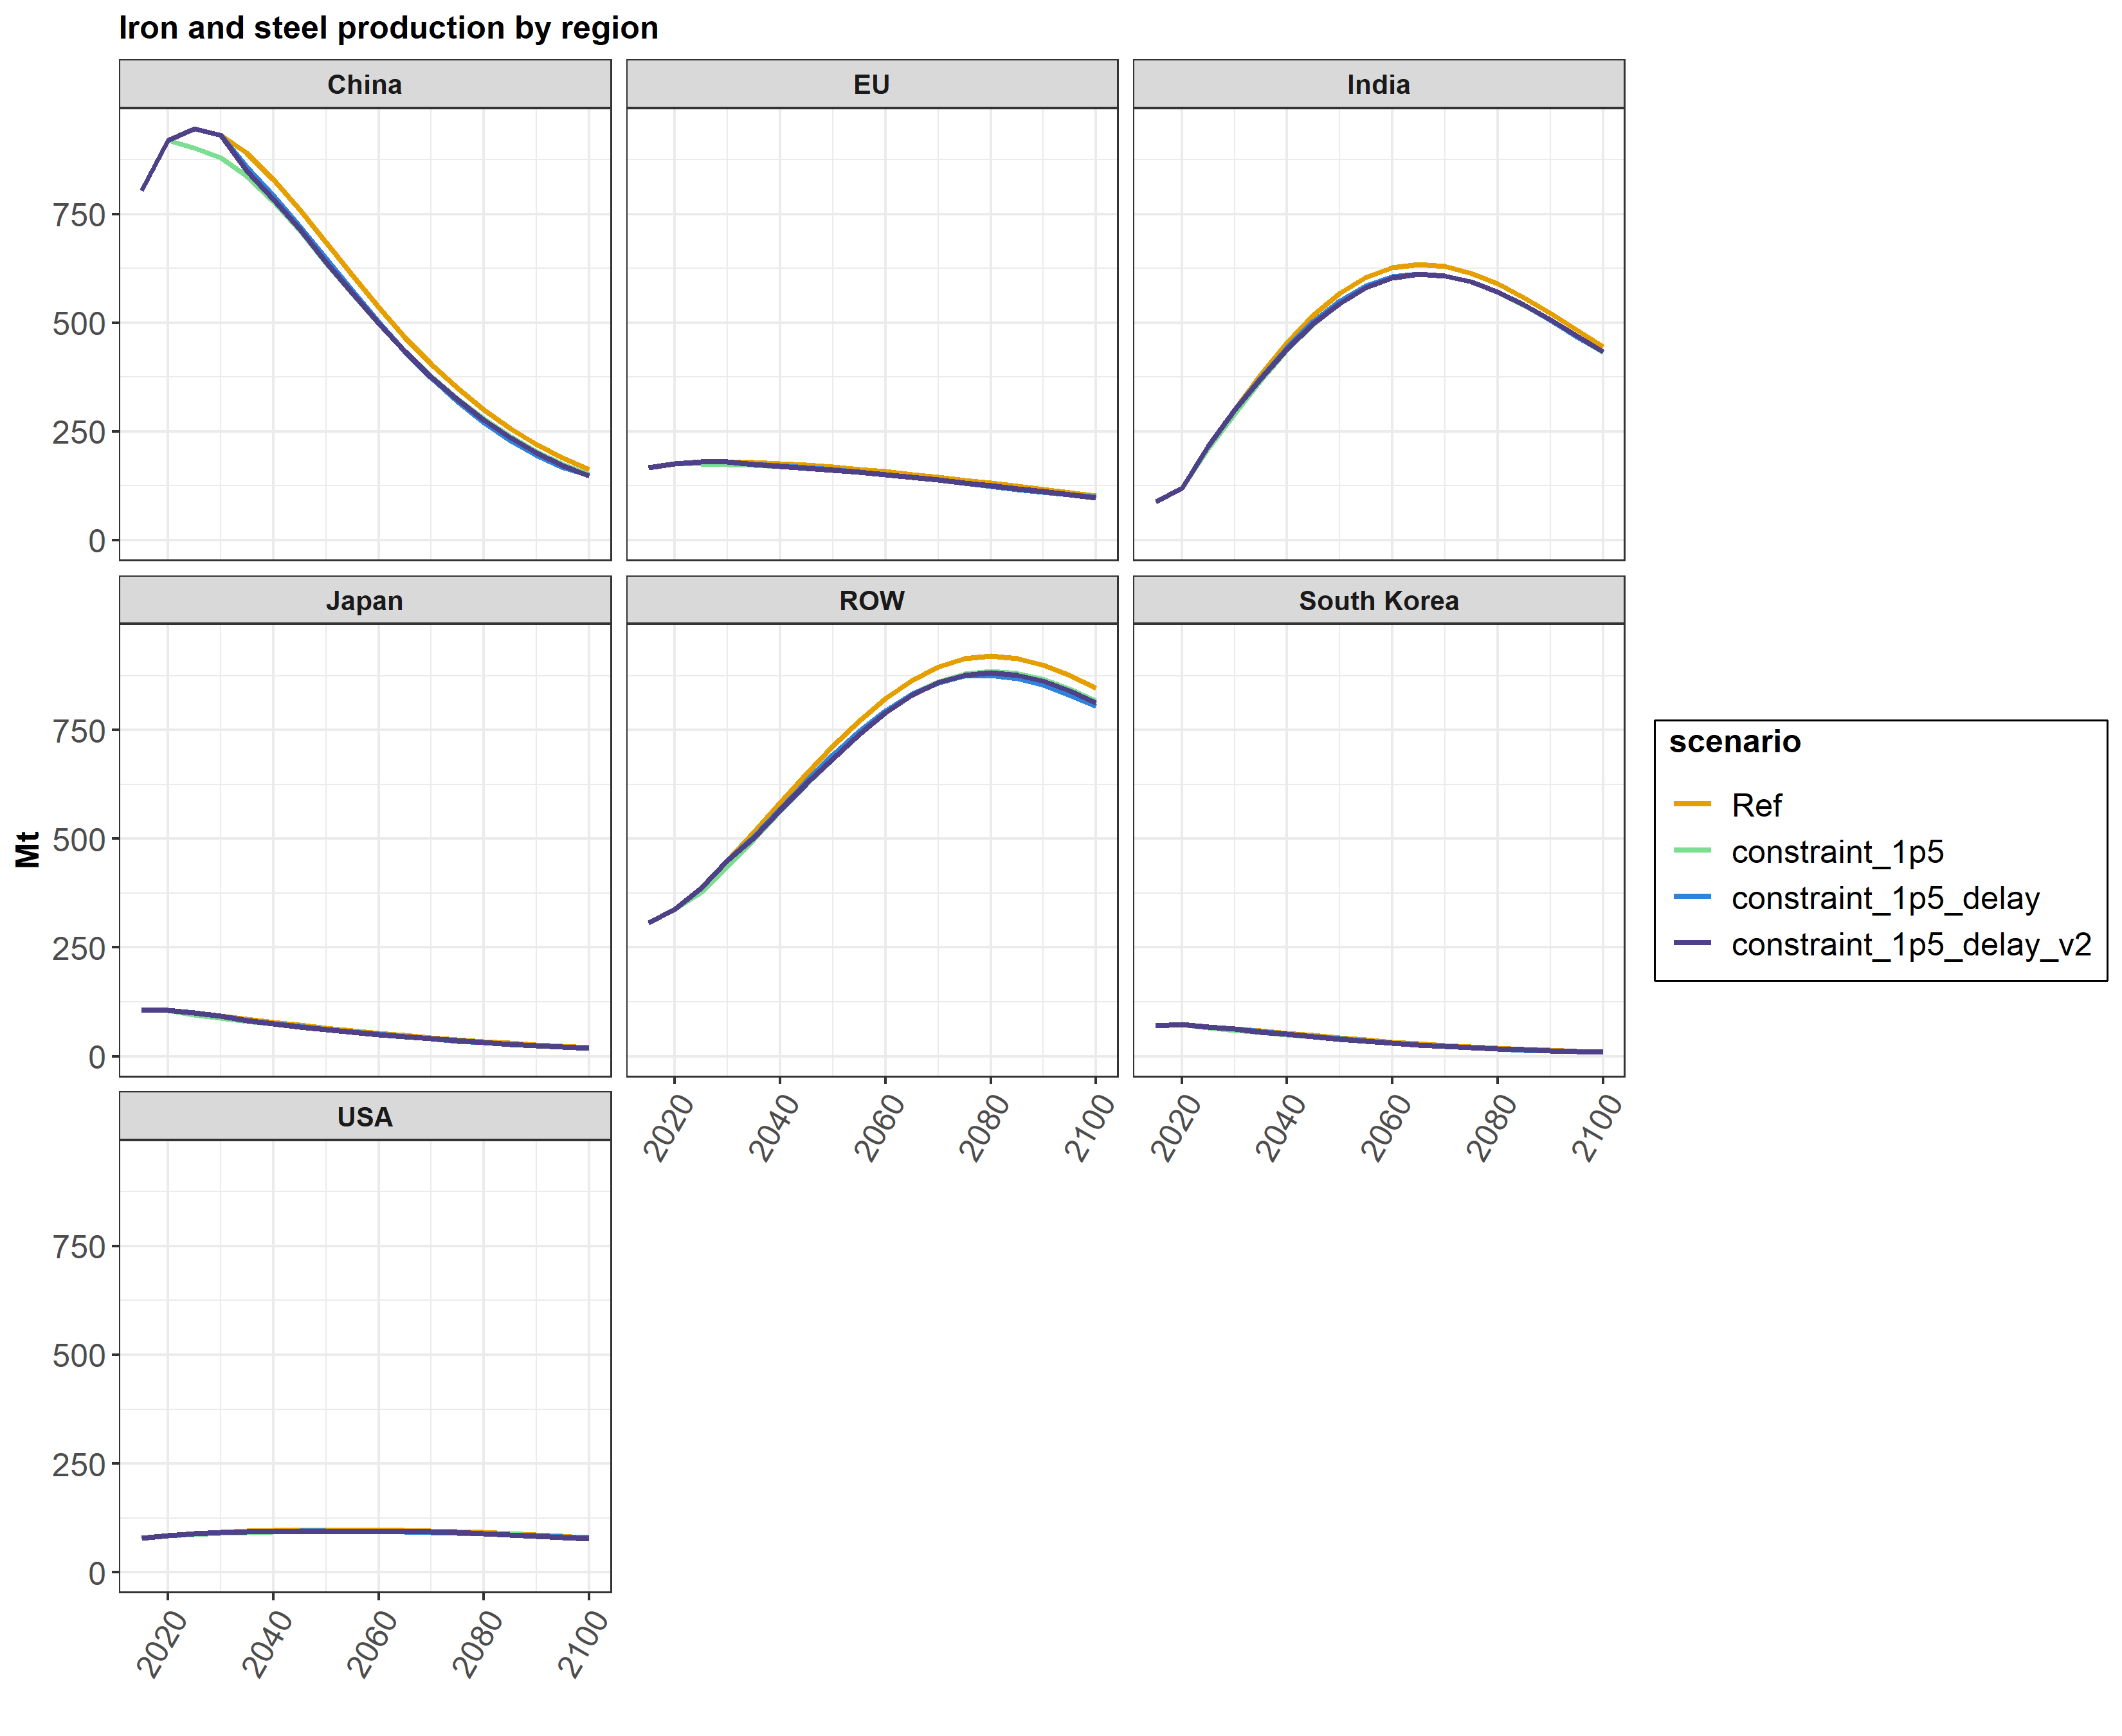 Iron and steel production by region
China
EU
India
750
500
250
0
Japan
ROW
South Korea
Mt
750
500
250
0
2020
2040
2060
2080
2100
2020
2040
2060
2080
2100
USA
750
500
250
0
2020
2040
2060
2080
2100
scenario
Ref
constraint_1p5
constraint_1p5_delay
constraint_1p5_delay_v2